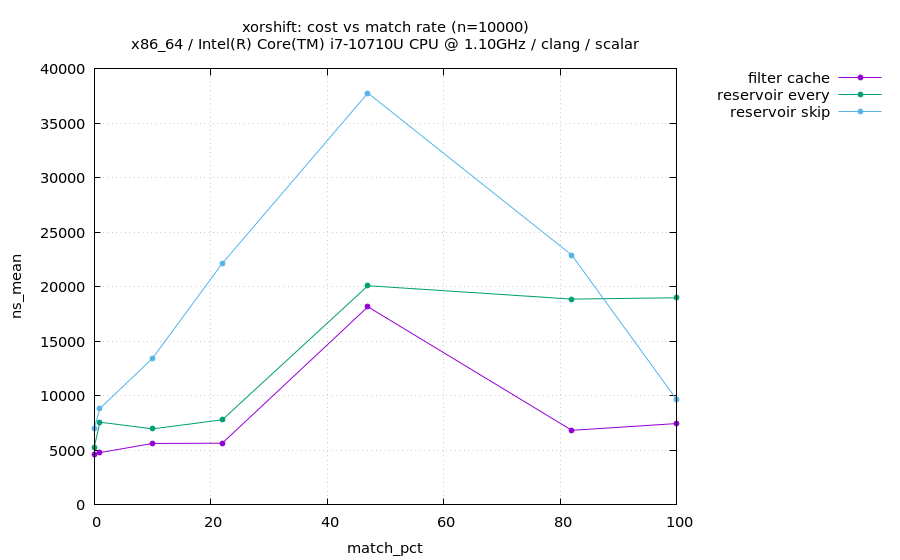 xorshift: cost vs match rate (n=10000)
x86_64 / Intel(R) Core(TM) i7-10710U CPU @ 1.10GHz / clang / scalar
filter cache
reservoir every
reservoir skip
40000
35000
30000
25000
20000
15000
10000
5000
0
ns_mean
0 20 40 60 80 100
match_pct